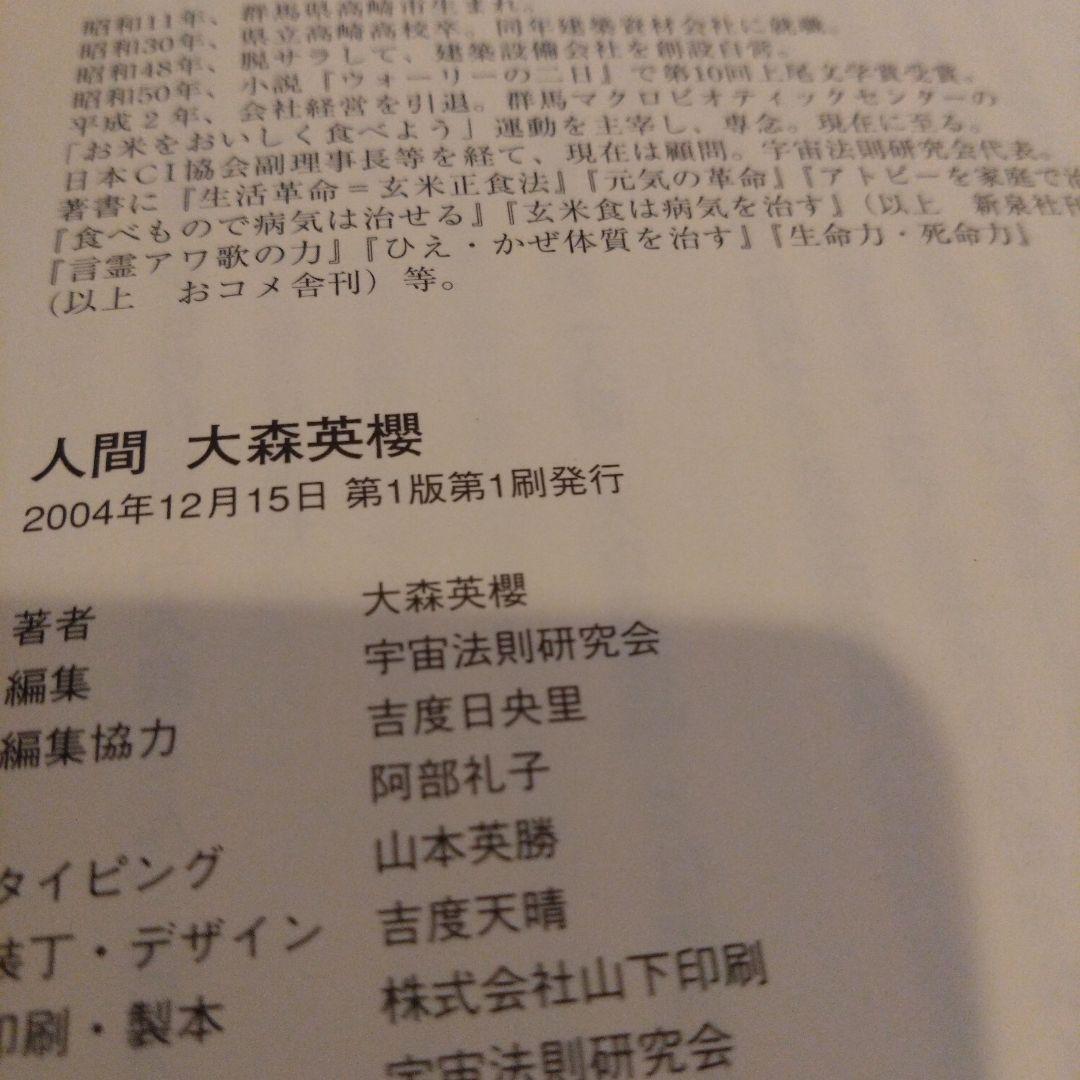 昭和11年、群馬県高崎市生まれ。
昭和30年、県立高崎高校卒。同年建築資材会社に就職。
昭和48年、脱サラして、建築設備会社を創設自営。
昭和50年、小説『ウォーリーの二日』で第10回上尾文学賞受賞。
平成2年、会社経営を引退。群馬マクロビオティックセンターの
「お米をおいしく食べよう」運動を主宰し、専念。現在に至る。
日本CI協会副理事長等を経て、現在は顧問。宇宙法則研究会代表。
著書に『生活革命＝玄米正食法』『元気の革命』『アトピーを家庭で治
『食べもので病気は治せる』『玄米食は病気を治す』（以上　新泉社刊
『言霊アワ歌の力』『ひえ・かぜ体質を治す』『生命力・死命力』
（以上　おコメ舎刊）等。
人間 大森英櫻
2004年12月15日 第1版第1刷発行
著者 大森英櫻
編集 宇宙法則研究会
編集協力 吉度日央里
阿部礼子
タイピング 山本英勝
装丁・デザイン 吉度天晴
印刷・製本 株式会社山下印刷
宇宙法則研究会